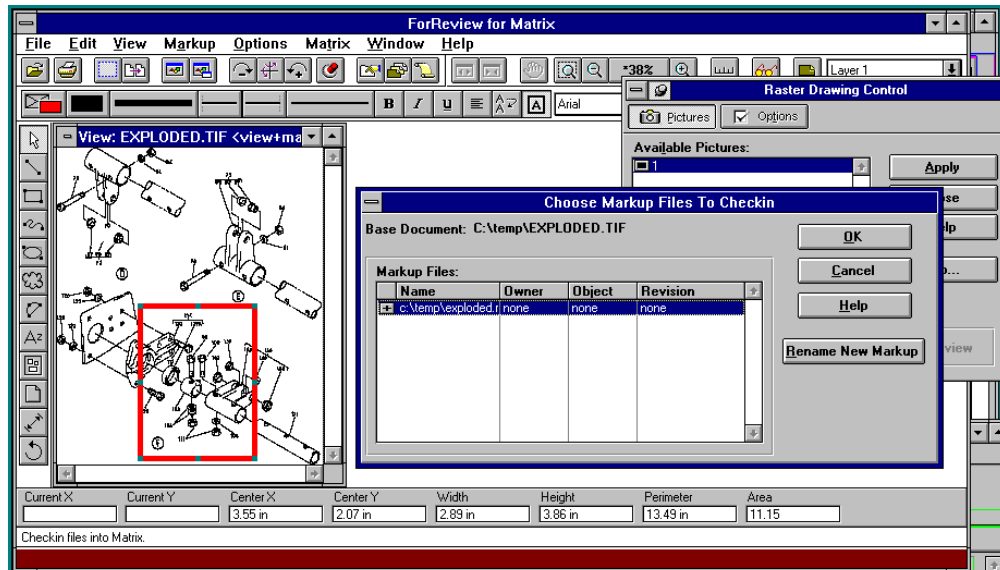 ForReview for Matrix
File Edit View Markup Options Matrix Window Help
*38% Layer 1
B I U A Z A Arial
Raster Drawing Control
Pictures Options
Available Pictures:
1
Apply
View: EXPLODED.TIF <view+ma
Choose Markup Files To Checkin
Base Document: C:\temp\EXPLODED.TIF
OK
Markup Files:
Cancel
Name Owner Object Revision
c:\temp\exploded.r none none none
Help
Rename New Markup
view
Current X Current Y Center X Center Y Width Height Perimeter Area
3.55 in 2.07 in 2.89 in 3.86 in 13.49 in 11.15
Checkin files into Matrix.